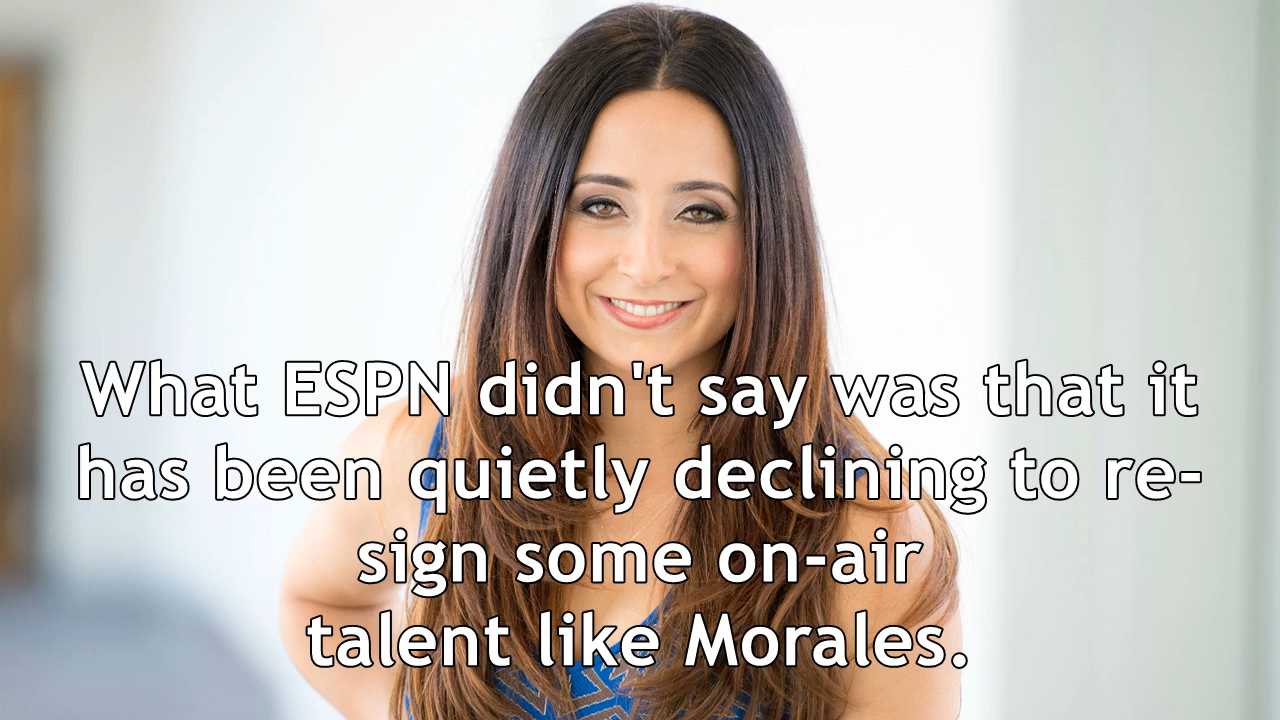 What ESPN didn't say was that it
has been quietly declining to re-
sign some on-air
talent like Morales.